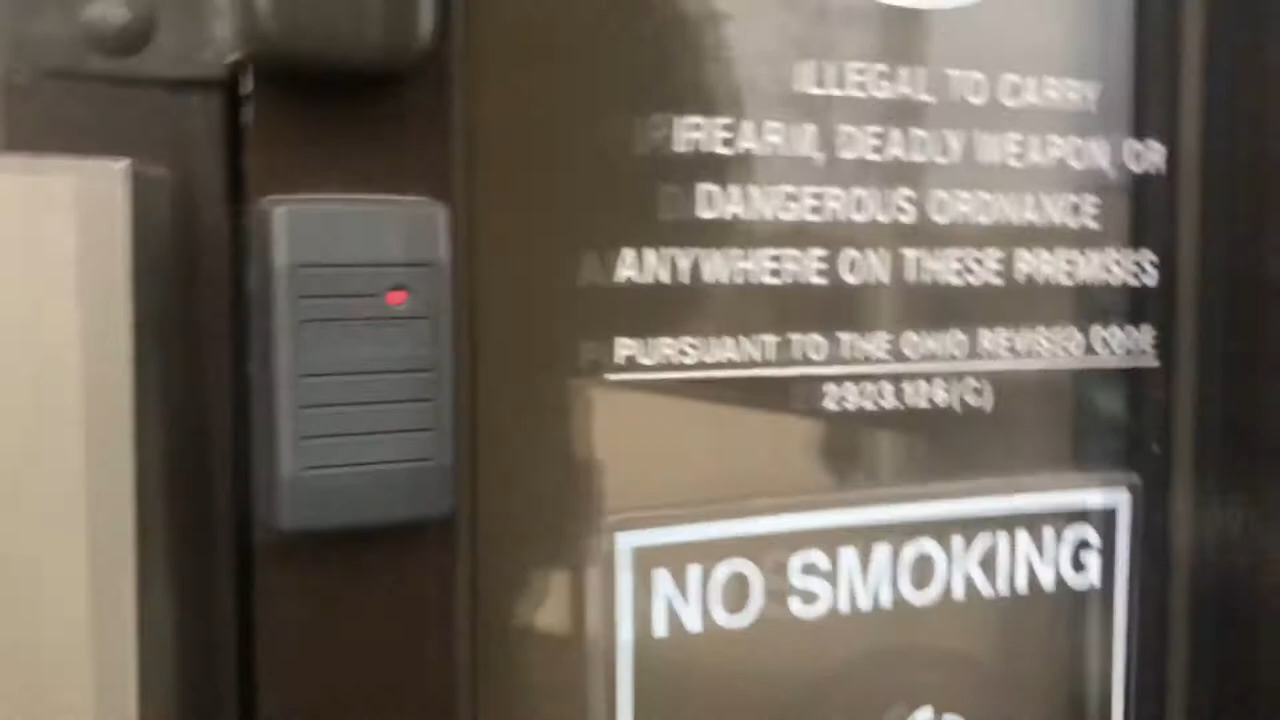 ILLEGAL TO CARRY
FIREARM, DEADLY WEAPON, OR
DANGEROUS ORDNANCE
ANYWHERE ON THESE PREMISES
PURSUANT TO THE OHIO REVISED CODE
2923.126(C)
NO SMOKING